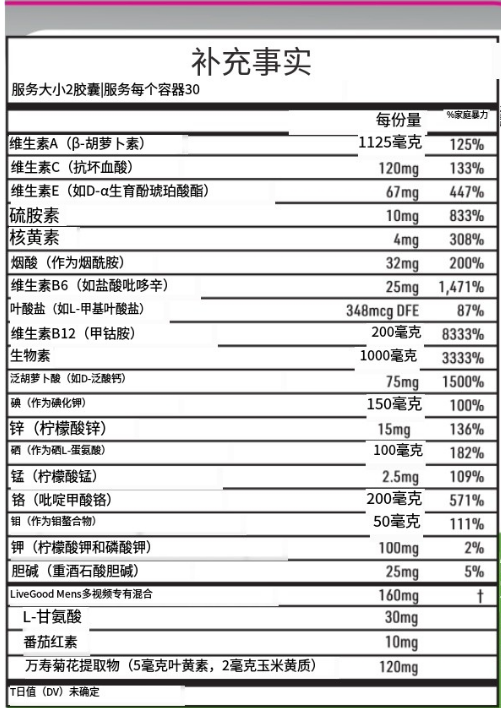 补充事实
服务大小2胶囊|服务每个容器30
每份量 %家庭暴力
维生素A（β-胡萝卜素） 1125毫克 125%
维生素C（抗坏血酸） 120mg 133%
维生素E（如D-α生育酚琥珀酸酯） 67mg 447%
硫胺素 10mg 833%
核黄素 4mg 308%
烟酸（作为烟酰胺） 32mg 200%
维生素B6（如盐酸吡哆辛） 25mg 1,471%
叶酸盐（如L-甲基叶酸盐） 348mcg DFE 87%
维生素B12（甲钴胺） 200毫克 8333%
生物素 1000毫克 3333%
泛胡萝卜酸（如D-泛酸钙） 75mg 1500%
碘（作为碘化钾） 150毫克 100%
锌（柠檬酸锌） 15mg 136%
硒（作为硒L-蛋氨酸） 100毫克 182%
锰（柠檬酸锰） 2.5mg 109%
铬（吡啶甲酸铬） 200毫克 571%
钼（作为钼螯合物） 50毫克 111%
钾（柠檬酸钾和磷酸钾） 100mg 2%
胆碱（重酒石酸胆碱） 25mg 5%
LiveGood Mens多视频专有混合 160mg †
L-甘氨酸 30mg
番茄红素 10mg
万寿菊花提取物（5毫克叶黄素，2毫克玉米黄质） 120mg
T日值（DV）未确定